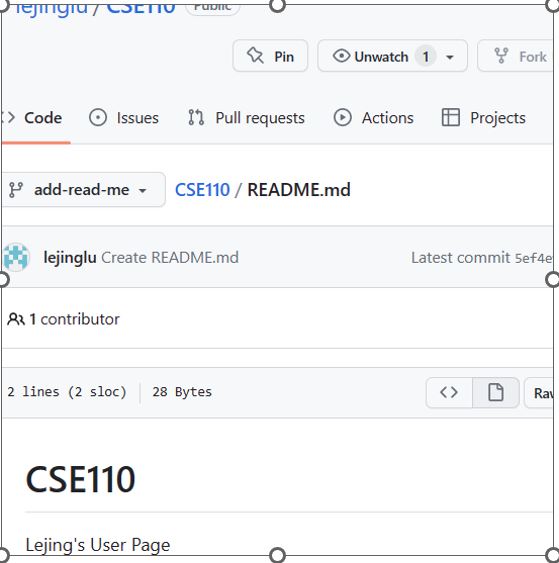 lejinglu / CSE110 Public
Pin Unwatch 1 Fork
Code Issues Pull requests Actions Projects
add-read-me CSE110 / README.md
lejinglu Create README.md Latest commit 5ef4e
1 contributor
2 lines (2 sloc) 28 Bytes Raw
CSE110
Lejing's User Page